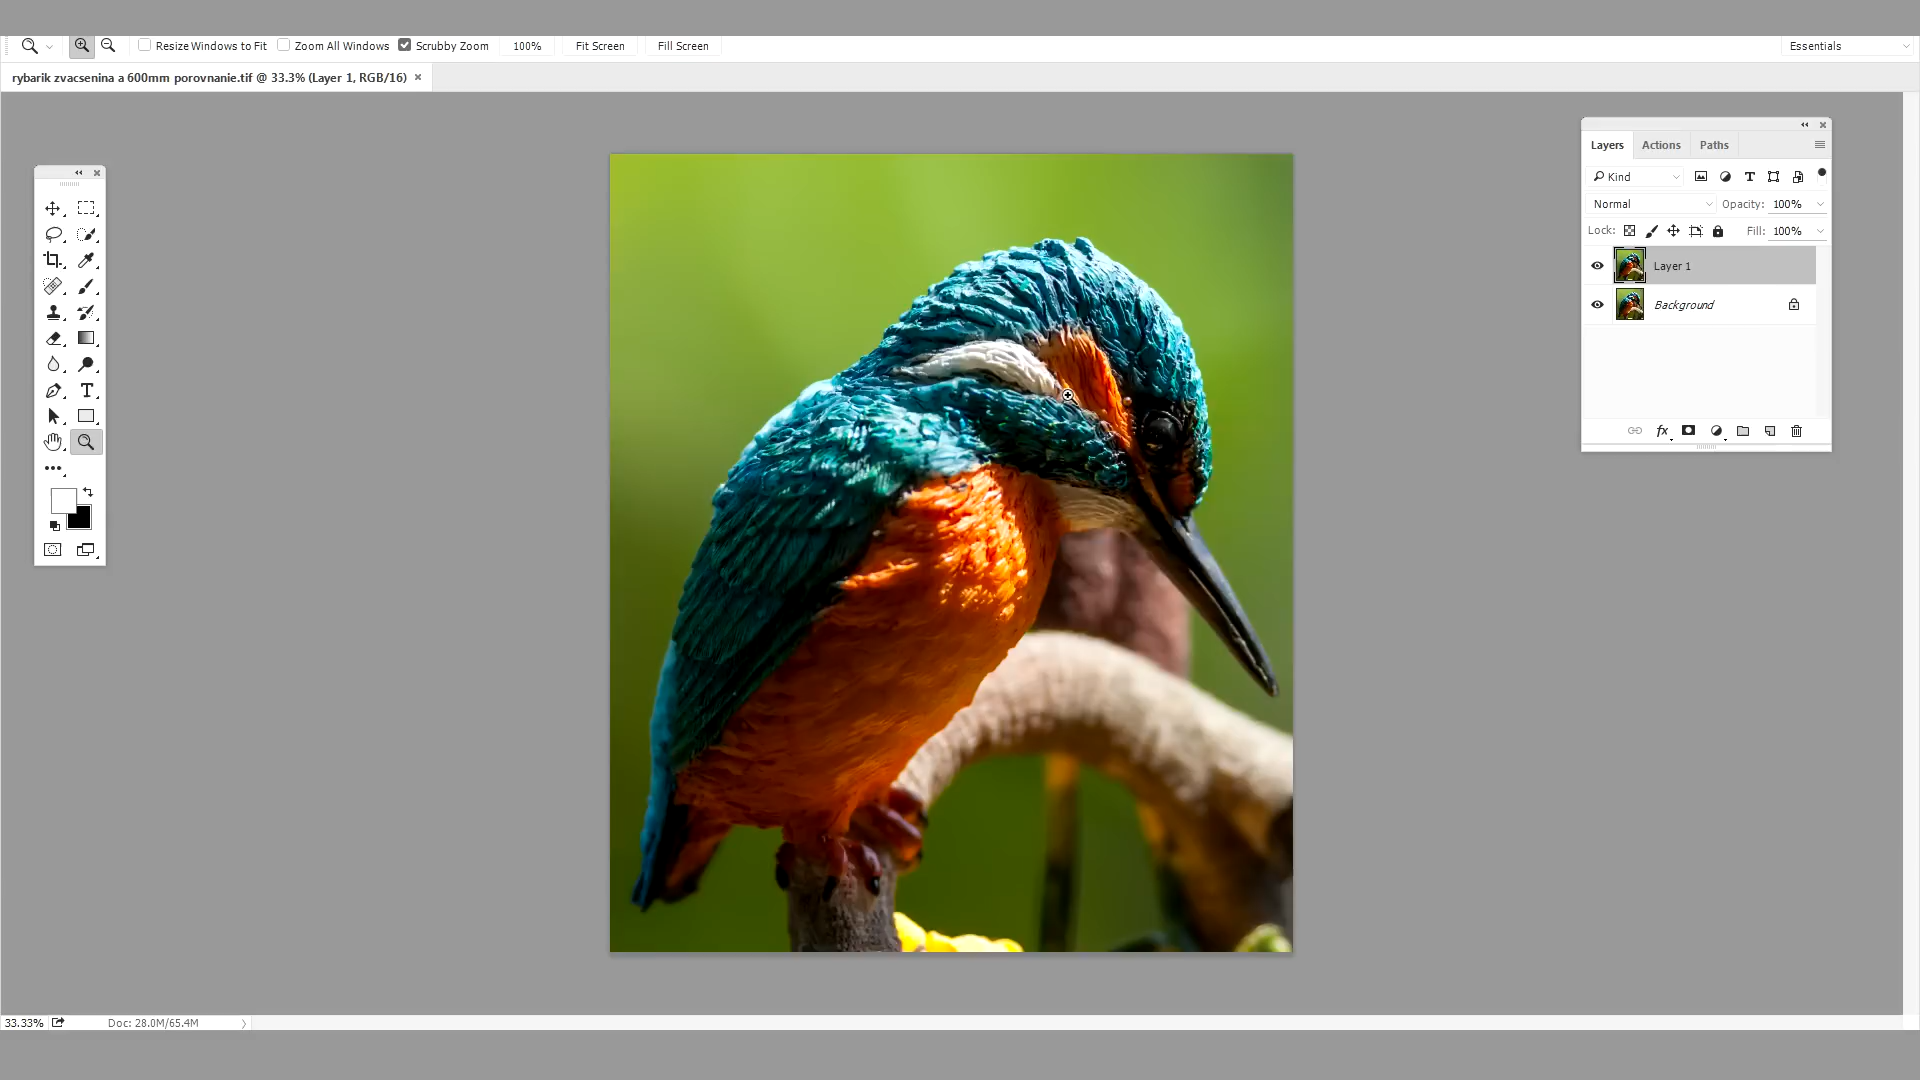 Resize Windows to Fit Zoom All Windows Scrubby Zoom 100% Fit Screen Fill Screen Essentials
rybarik zvacsenina a 600mm porovnanie.tif @ 33.3% (Layer 1, RGB/16) ×
Layers Actions Paths
Kind
Normal Opacity: 100%
Lock: Fill: 100%
Layer 1
Background
33.33% Doc: 28.0M/65.4M